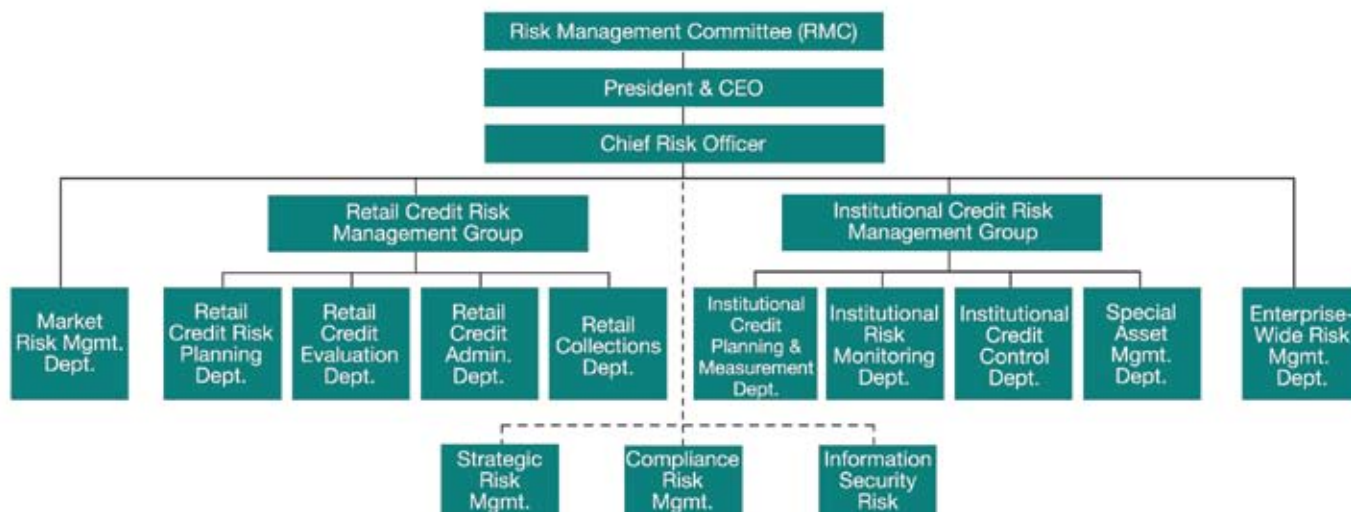 Risk Management Committee (RMC)
President & CEO
Chief Risk Officer
Retail Credit Risk
Management Group
Institutional Credit Risk
Management Group
Market
Risk Mgmt.
Dept.
Retail
Credit Risk
Planning
Dept.
Retail
Credit
Evaluation
Dept.
Retail
Credit
Admin.
Dept.
Retail
Collections
Dept.
Institutional
Credit
Planning &
Measurement
Dept.
Institutional
Risk
Monitoring
Dept.
Institutional
Credit
Control
Dept.
Special
Asset
Mgmt.
Dept.
Enterprise-
Wide Risk
Mgmt.
Dept.
Strategic
Risk
Mgmt.
Compliance
Risk
Mgmt.
Information
Security
Risk